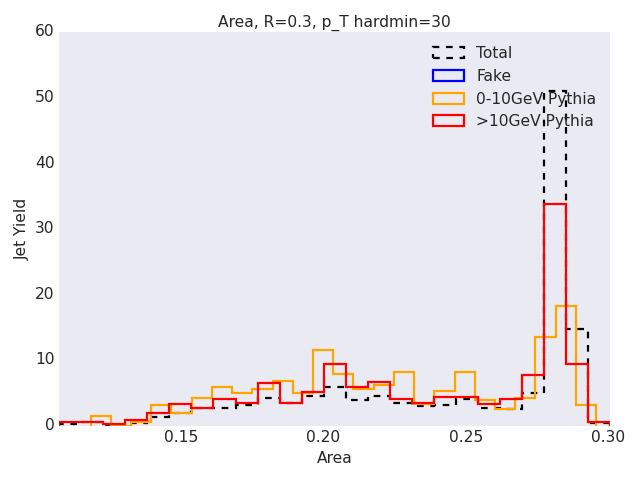 Area, R=0.3, p_T hardmin=30
60
50
40
30
20
10
0
Jet Yield
Total
Fake
0-10GeV Pythia
>10GeV Pythia
0.15
0.20
0.25
0.30
Area